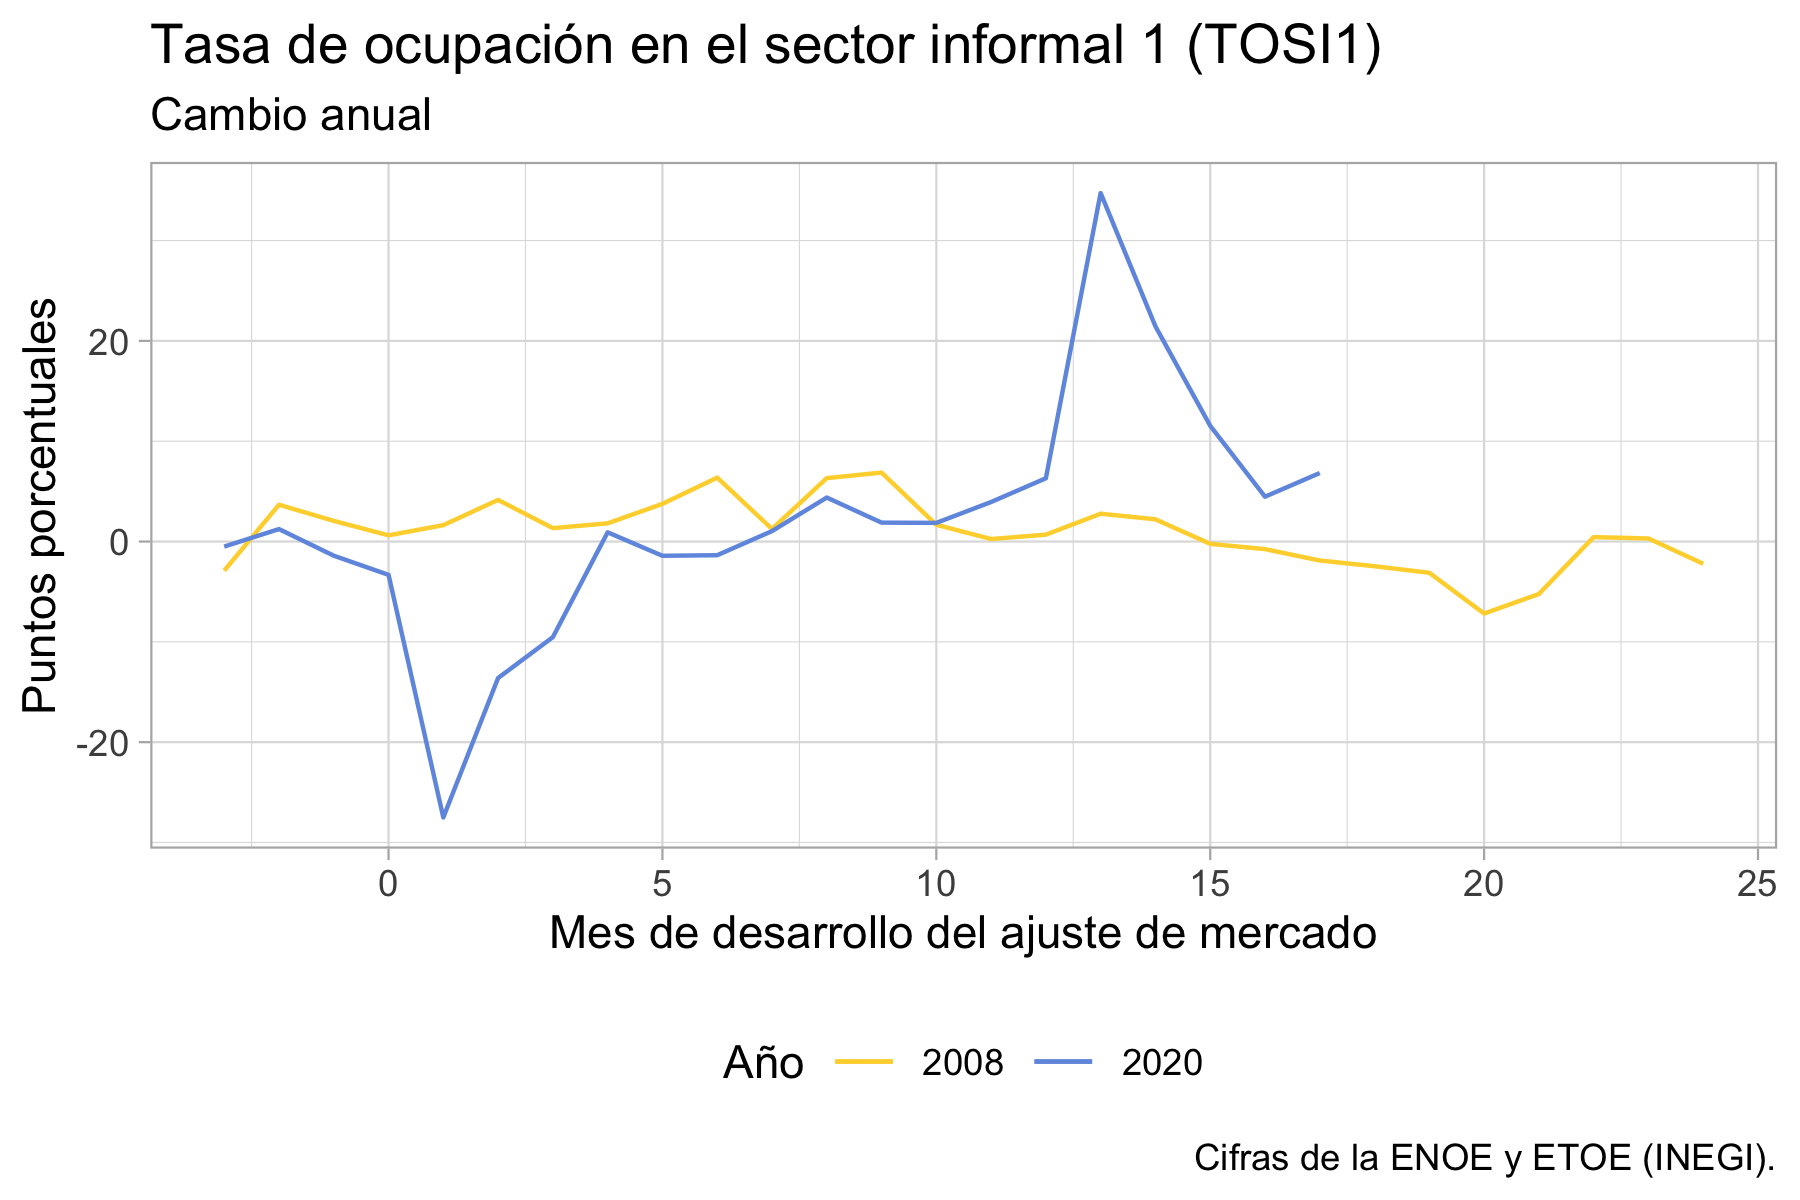 Tasa de ocupación en el sector informal 1 (TOSI1)
Cambio anual
Puntos porcentuales
20
0
-20
0 5 10 15 20 25
Mes de desarrollo del ajuste de mercado
Año 2008 2020
Cifras de la ENOE y ETOE (INEGI).